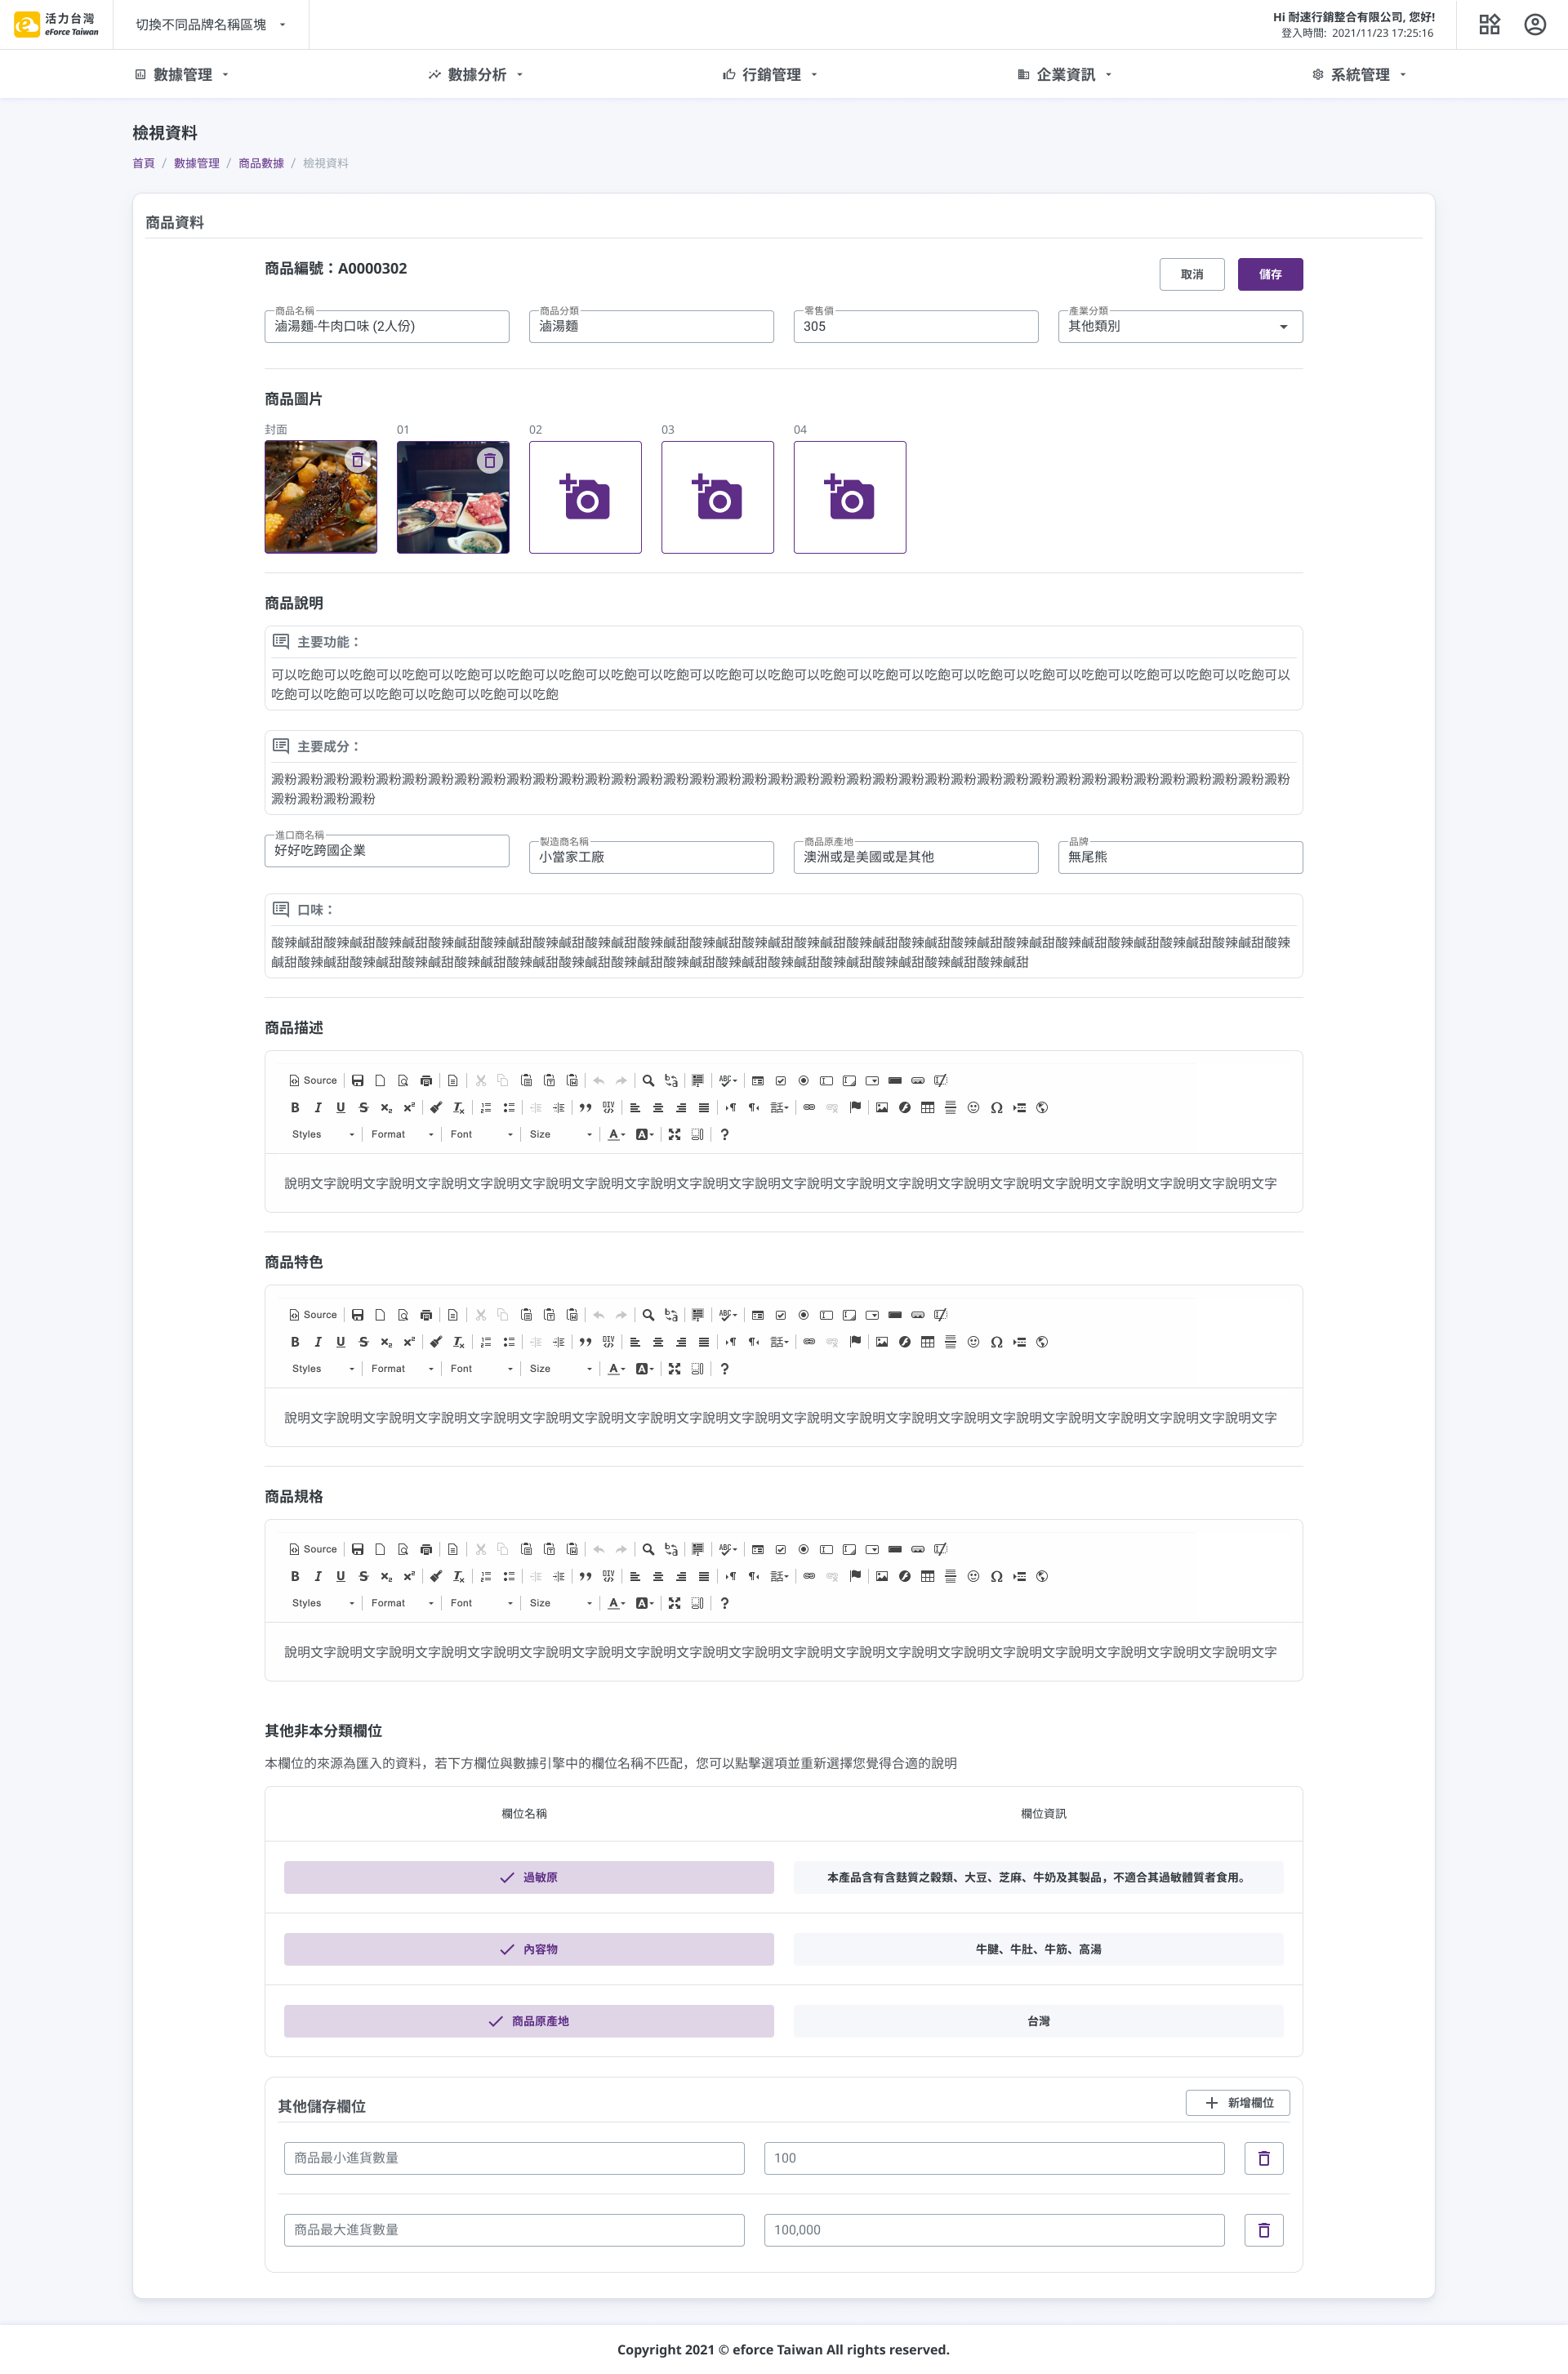 活力台灣
eForce Taiwan
切換不同品牌名稱區塊
Hi 耐速行銷整合有限公司, 您好!
登入時間: 2021/11/23 17:25:16
數據管理
數據分析
行銷管理
企業資訊
系統管理
檢視資料
首頁 / 數據管理 / 商品數據 / 檢視資料
商品資料
商品編號：A0000302
取消
儲存
商品名稱
滷湯麵-牛肉口味 (2人份)
商品分類
滷湯麵
零售價
305
產業分類
其他類別
商品圖片
封面
01
02
03
04
商品說明
主要功能：
可以吃飽可以吃飽可以吃飽可以吃飽可以吃飽可以吃飽可以吃飽可以吃飽可以吃飽可以吃飽可以吃飽可以吃飽可以吃飽可以吃飽可以吃飽可以吃飽可以吃飽可以吃飽可以吃飽可以
吃飽可以吃飽可以吃飽可以吃飽可以吃飽可以吃飽
主要成分：
澱粉澱粉澱粉澱粉澱粉澱粉澱粉澱粉澱粉澱粉澱粉澱粉澱粉澱粉澱粉澱粉澱粉澱粉澱粉澱粉澱粉澱粉澱粉澱粉澱粉澱粉澱粉澱粉澱粉澱粉澱粉澱粉澱粉澱粉澱粉澱粉澱粉澱粉澱粉
澱粉澱粉澱粉澱粉
進口商名稱
好好吃跨國企業
製造商名稱
小當家工廠
商品原產地
澳洲或是美國或是其他
品牌
無尾熊
口味：
酸辣鹹甜酸辣鹹甜酸辣鹹甜酸辣鹹甜酸辣鹹甜酸辣鹹甜酸辣鹹甜酸辣鹹甜酸辣鹹甜酸辣鹹甜酸辣鹹甜酸辣鹹甜酸辣鹹甜酸辣鹹甜酸辣鹹甜酸辣鹹甜酸辣鹹甜酸辣鹹甜酸辣鹹甜酸辣
鹹甜酸辣鹹甜酸辣鹹甜酸辣鹹甜酸辣鹹甜酸辣鹹甜酸辣鹹甜酸辣鹹甜酸辣鹹甜酸辣鹹甜酸辣鹹甜酸辣鹹甜酸辣鹹甜酸辣鹹甜酸辣鹹甜
商品描述
Source
Styles Format Font Size
說明文字說明文字說明文字說明文字說明文字說明文字說明文字說明文字說明文字說明文字說明文字說明文字說明文字說明文字說明文字說明文字說明文字說明文字說明文字
商品特色
Source
Styles Format Font Size
說明文字說明文字說明文字說明文字說明文字說明文字說明文字說明文字說明文字說明文字說明文字說明文字說明文字說明文字說明文字說明文字說明文字說明文字說明文字
商品規格
Source
Styles Format Font Size
說明文字說明文字說明文字說明文字說明文字說明文字說明文字說明文字說明文字說明文字說明文字說明文字說明文字說明文字說明文字說明文字說明文字說明文字說明文字
其他非本分類欄位
本欄位的來源為匯入的資料，若下方欄位與數據引擎中的欄位名稱不匹配，您可以點擊選項並重新選擇您覺得合適的說明
欄位名稱
欄位資訊
過敏原
本產品含有含麩質之穀類、大豆、芝麻、牛奶及其製品，不適合其過敏體質者食用。
內容物
牛腱、牛肚、牛筋、高湯
商品原產地
台灣
其他儲存欄位
新增欄位
商品最小進貨數量
100
商品最大進貨數量
100,000
Copyright 2021 © eforce Taiwan All rights reserved.